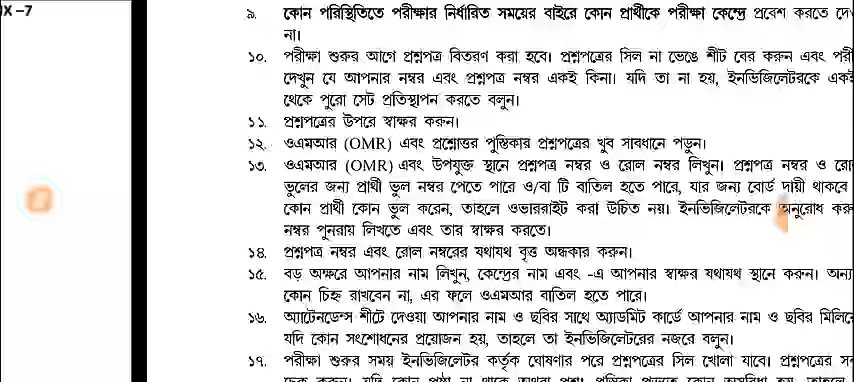 IX –7
৯. কোন পরিস্থিতিতে পরীক্ষার নির্ধারিত সময়ের বাইরে কোন প্রার্থীকে পরীক্ষা কেন্দ্রে প্রবেশ করতে দে
না।
১০. পরীক্ষা শুরুর আগে প্রশ্নপত্র বিতরণ করা হবে। প্রশ্নপত্রের সিল না ভেঙে শীট বের করুন এবং পরী
দেখুন যে আপনার নম্বর এবং প্রশ্নপত্র নম্বর একই কিনা। যদি তা না হয়, ইনভিজিলেটরকে একই
থেকে পুরো সেট প্রতিস্থাপন করতে বলুন।
১১. প্রশ্নপত্রের উপরে স্বাক্ষর করুন।
১২. ওএমআর (OMR) এবং প্রশ্নোত্তর পুস্তিকার প্রশ্নপত্রের খুব সাবধানে পড়ুন।
১৩. ওএমআর (OMR) এবং উপযুক্ত স্থানে প্রশ্নপত্র নম্বর ও রোল নম্বর লিখুন। প্রশ্নপত্র নম্বর ও রো
ভুলের জন্য প্রার্থী ভুল নম্বর পেতে পারে ও/বা টি বাতিল হতে পারে, যার জন্য বোর্ড দায়ী থাকবে
কোন প্রার্থী কোন ভুল করেন, তাহলে ওভাররাইট করা উচিত নয়। ইনভিজিলেটরকে অনুরোধ কর
নম্বর পুনরায় লিখতে এবং তার স্বাক্ষর করতে।
১৪. প্রশ্নপত্র নম্বর এবং রোল নম্বরের যথাযথ বৃত্ত অন্ধকার করুন।
১৫. বড় অক্ষরে আপনার নাম লিখুন, কেন্দ্রের নাম এবং -এ আপনার স্বাক্ষর যথাযথ স্থানে করুন। অন্য
কোন চিহ্ন রাখবেন না, এর ফলে ওএমআর বাতিল হতে পারে।
১৬. অ্যাটেনডেন্স শীটে দেওয়া আপনার নাম ও ছবির সাথে অ্যাডমিট কার্ডে আপনার নাম ও ছবির মিলিয়ে
যদি কোন সংশোধনের প্রয়োজন হয়, তাহলে তা ইনভিজিলেটরের নজরে বলুন।
১৭. পরীক্ষা শুরুর সময় ইনভিজিলেটর কর্তৃক ঘোষণার পরে প্রশ্নপত্রের সিল খোলা যাবে। প্রশ্নপত্রের স